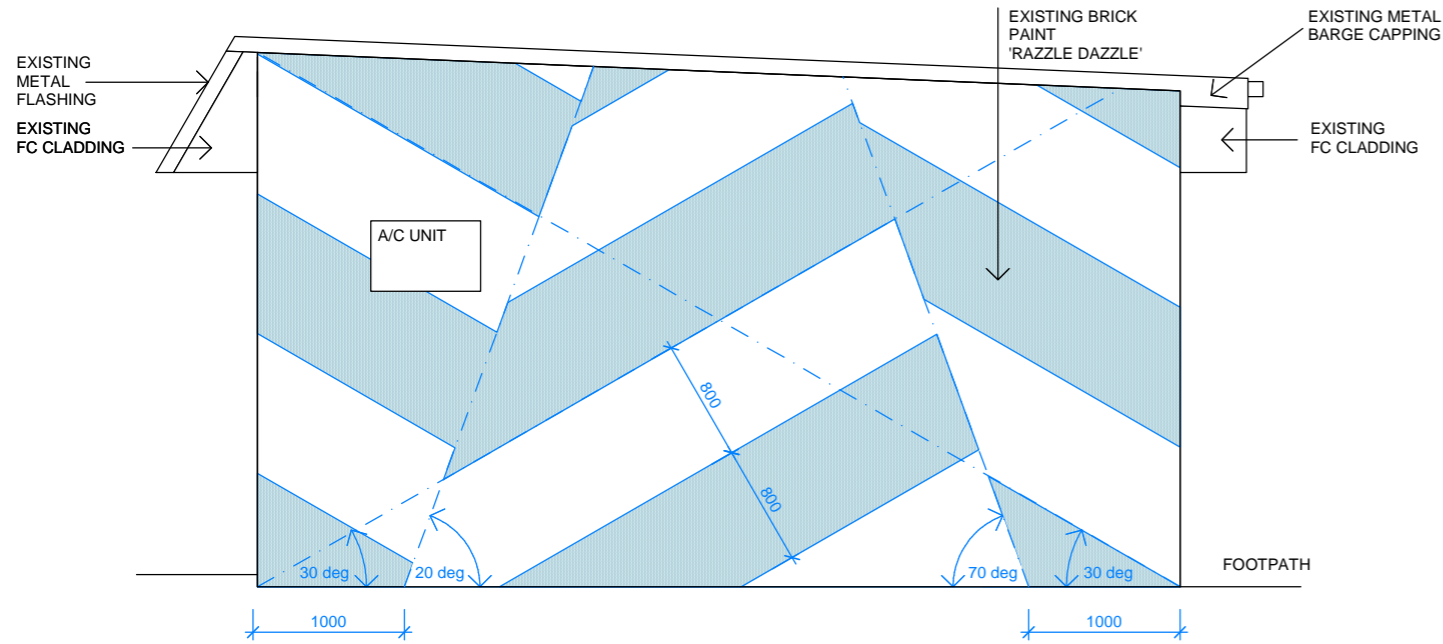 EXISTING BRICK
PAINT
'RAZZLE DAZZLE'
EXISTING METAL
BARGE CAPPING
EXISTING
METAL
FLASHING
EXISTING
FC CLADDING
EXISTING
FC CLADDING
A/C UNIT
800
800
30 deg
20 deg
70 deg
30 deg
FOOTPATH
1000
1000